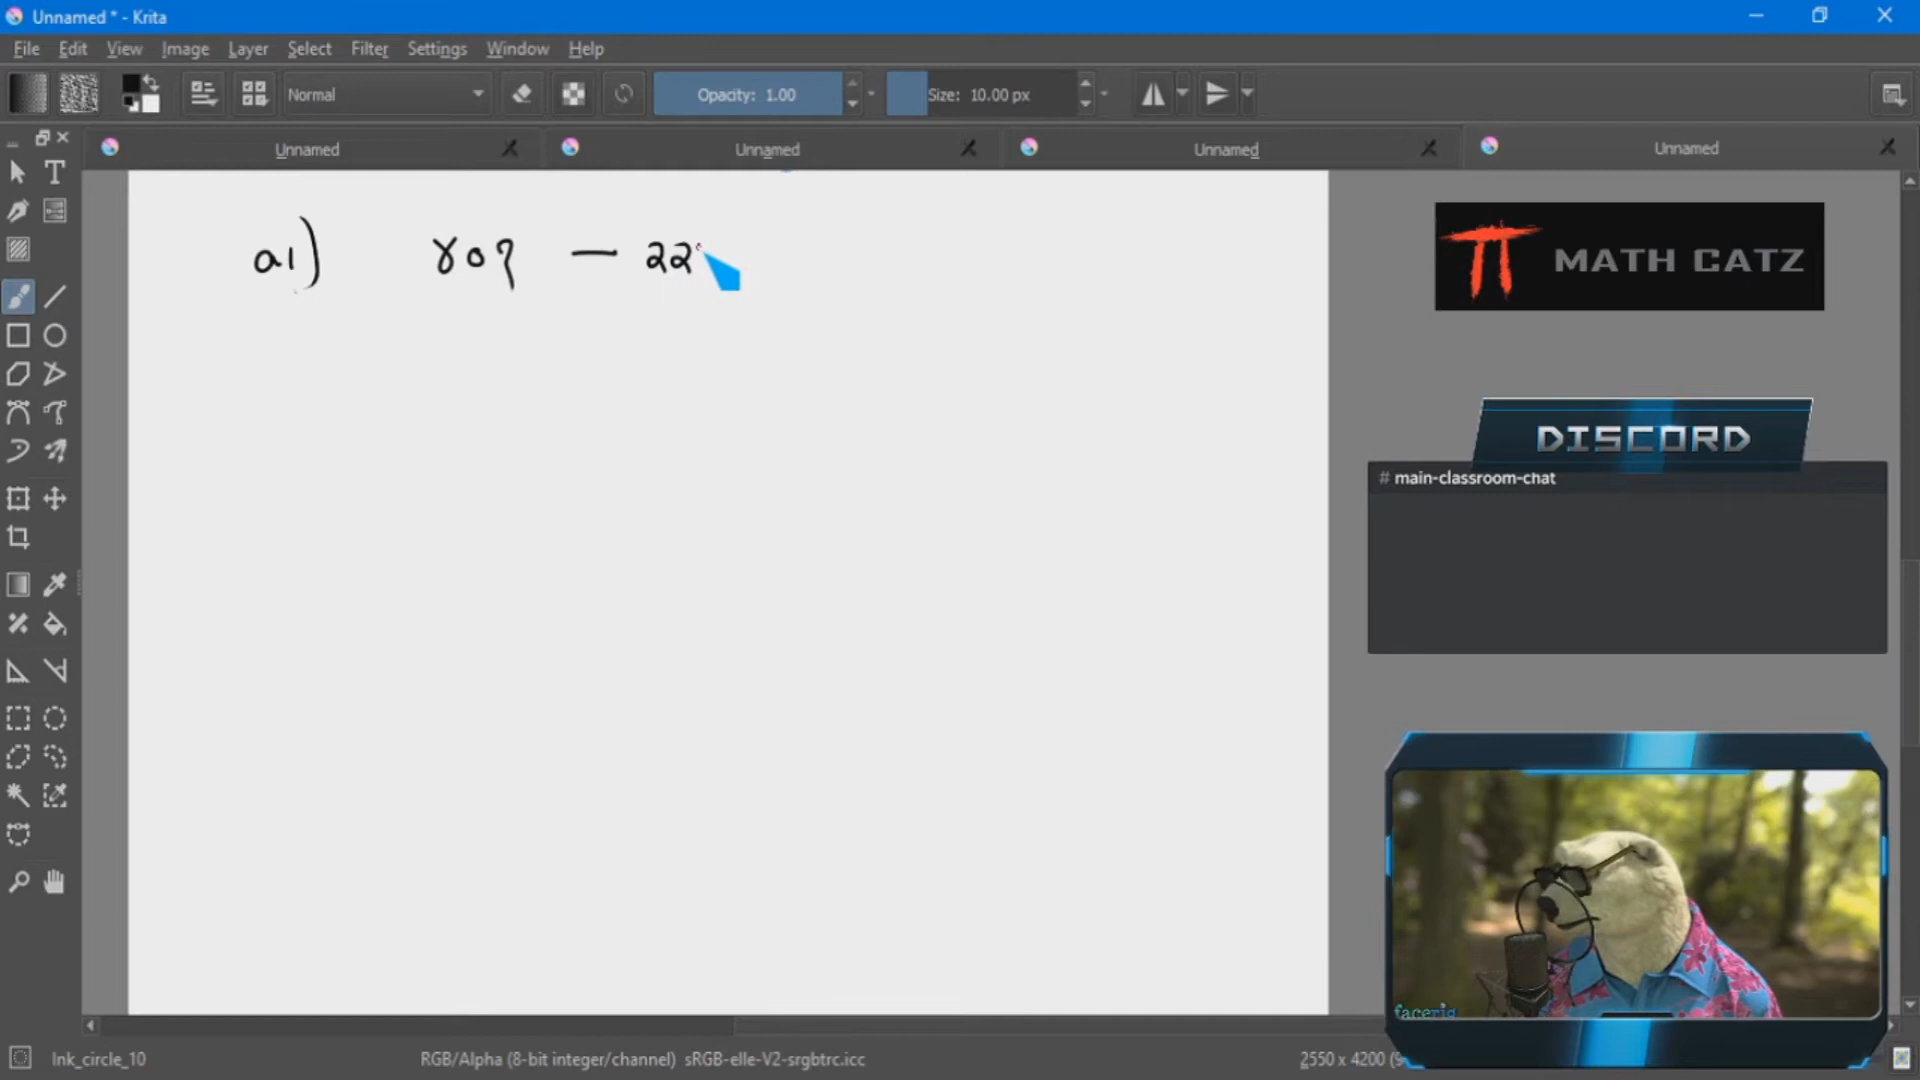 Unnamed * - Krita
File Edit View Image Layer Select Filter Settings Window Help
Normal
Opacity: 1.00
Size: 10.00 px
Unnamed
Unnamed
Unnamed
Unnamed
a1)
— 22
MATH CATZ
DISCORD
# main-classroom-chat
facerig
Ink_circle_10
RGB/Alpha (8-bit integer/channel) sRGB-elle-V2-srgbtrc.icc
2550 x 4200